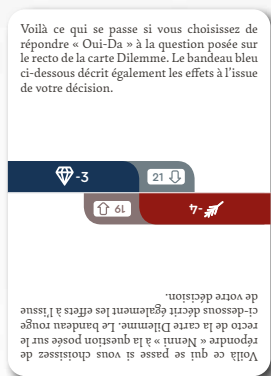 Voilà ce qui se passe si vous choisissez de
répondre « Oui-Da » à la question posée sur
le recto de la carte Dilemme. Le bandeau bleu
ci-dessous décrit également les effets à l'issue
de votre décision.
-3 21
19 -4
Voilà ce qui se passe si vous choisissez de
répondre « Nenni » à la question posée sur le
recto de la carte Dilemme. Le bandeau rouge
ci-dessous décrit également les effets à l'issue
de votre décision.